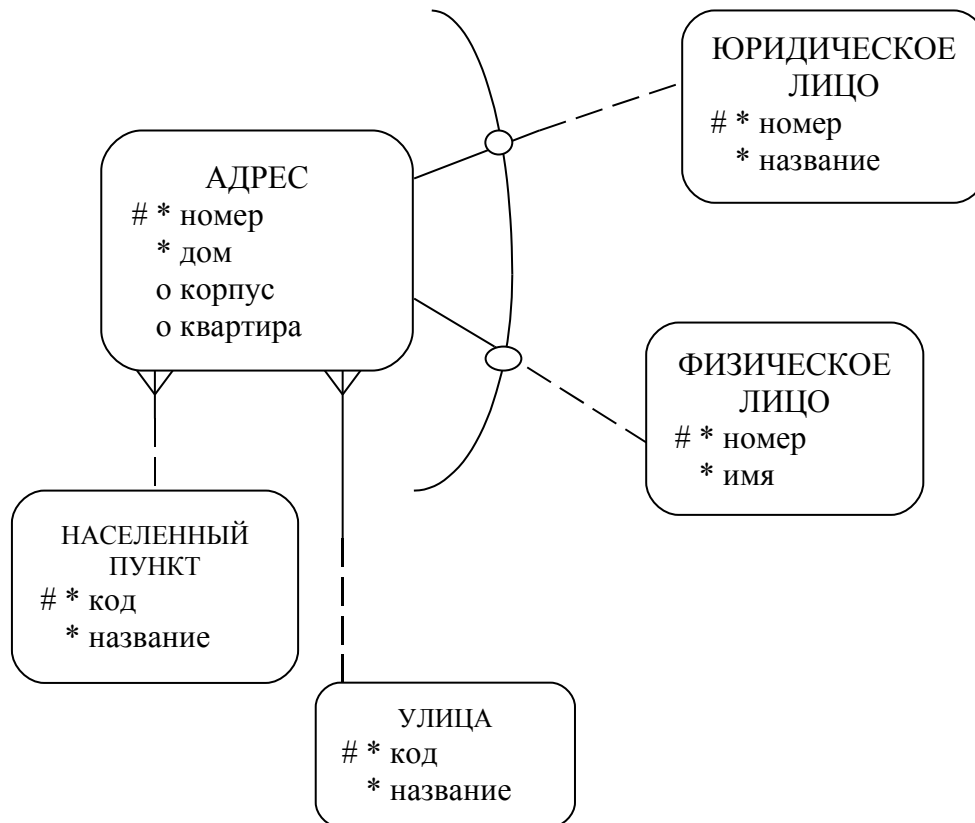 ЮРИДИЧЕСКОЕ
ЛИЦО
# * номер
* название
АДРЕС
# * номер
* дом
о корпус
о квартира
ФИЗИЧЕСКОЕ
ЛИЦО
# * номер
* имя
НАСЕЛЕННЫЙ
ПУНКТ
# * код
* название
УЛИЦА
# * код
* название